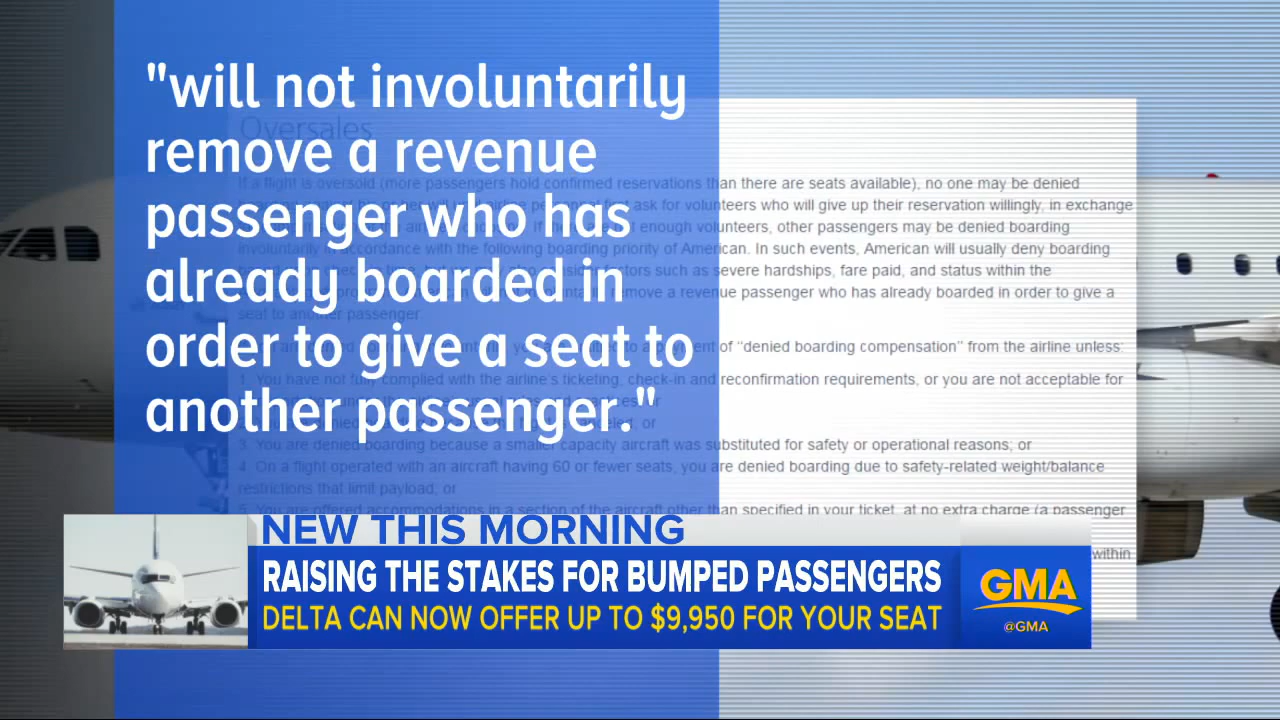 "will not involuntarily
remove a revenue
passenger who has
already boarded in
order to give a seat to
another passenger."
Oversales
If a flight is oversold (more passengers hold confirmed reservations than there are seats available), no one may be denied
ask for volunteers who will give up their reservation willingly, in exchange
enough volunteers, other passengers may be denied boarding
involuntarily in accordance with the following boarding priority of American. In such events, American will usually deny boarding
such as severe hardships, fare paid, and status within the
remove a revenue passenger who has already boarded in order to give a
seat to another passenger
of "denied boarding compensation" from the airline unless:
1. You have not fully complied with the airline's ticketing, check-in and reconfirmation requirements, or you are not acceptable for
or
3. You are denied boarding because a smaller capacity aircraft was substituted for safety or operational reasons; or
4. On a flight operated with an aircraft having 60 or fewer seats, you are denied boarding due to safety-related weight/balance
restrictions that limit payload; or
5. You are offered accommodations in a section of the aircraft other than specified in your ticket, at no extra charge (a passenger
within
NEW THIS MORNING
RAISING THE STAKES FOR BUMPED PASSENGERS
DELTA CAN NOW OFFER UP TO $9,950 FOR YOUR SEAT
GMA
@GMA